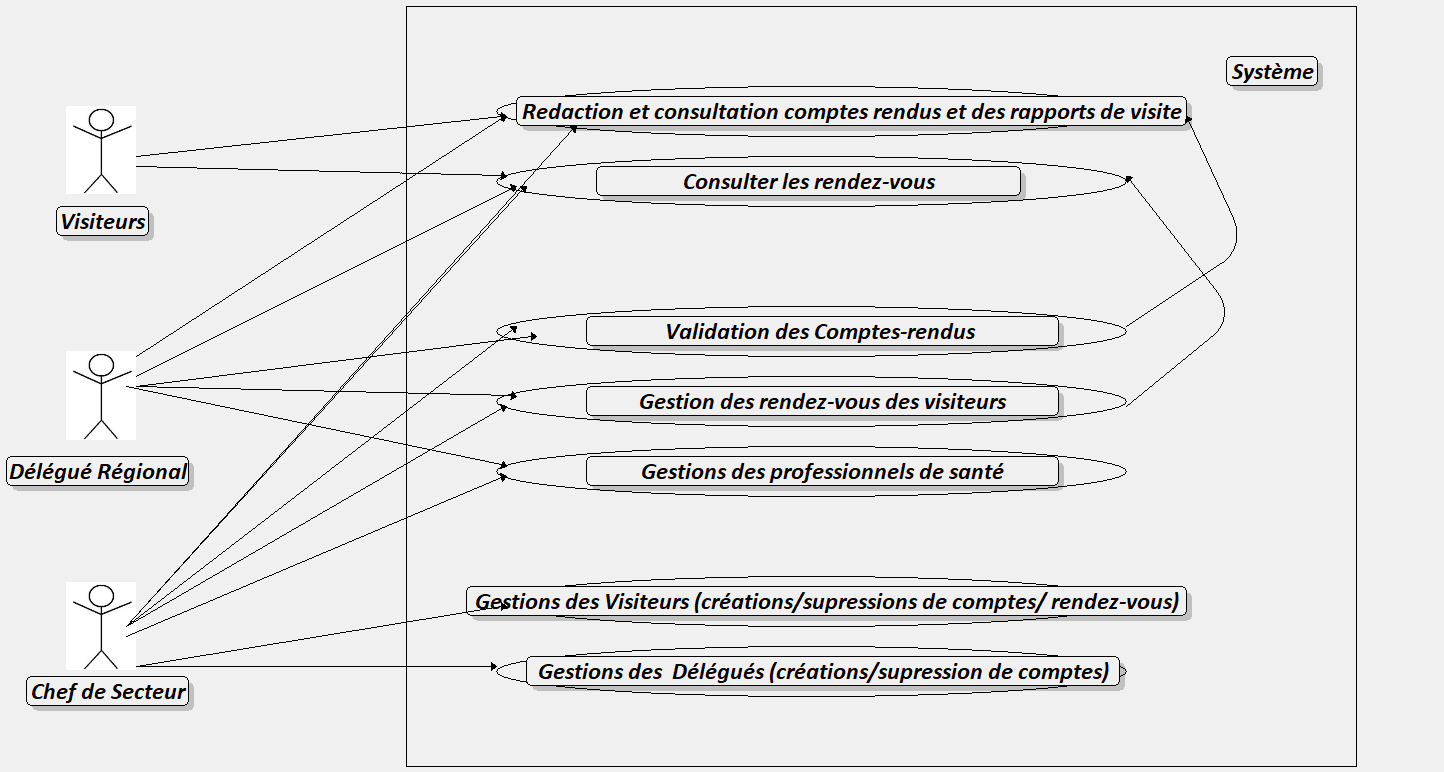 Système
Redaction et consultation comptes rendus et des rapports de visite
Consulter les rendez-vous
Visiteurs
Validation des Comptes-rendus
Gestion des rendez-vous des visiteurs
Gestions des professionnels de santé
Délégué Régional
Gestions des Visiteurs (créations/supressions de comptes/ rendez-vous)
Gestions des Délégués (créations/supression de comptes)
Chef de Secteur